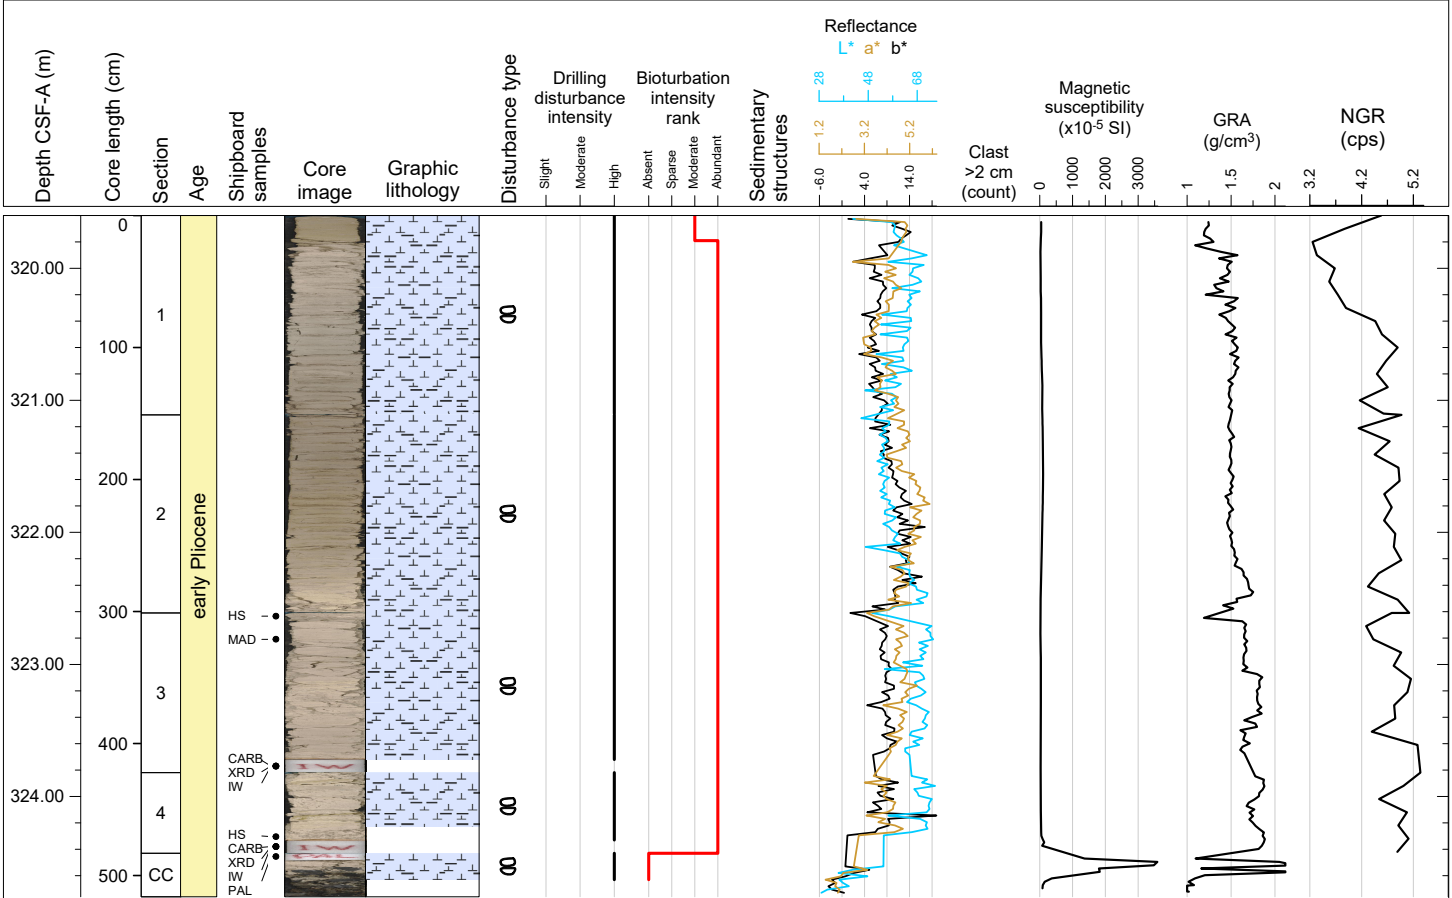 Depth CSF-A (m)
Core length (cm)
Section
Age
Shipboard
samples
Core
image
Graphic
lithology
Disturbance type
Drilling
disturbance
intensity
Slight
Moderate
High
Bioturbation
intensity
rank
Absent
Sparse
Moderate
Abundant
Sedimentary
structures
Reflectance
L* a* b*
28 48 68
1.2 3.2 5.2
-6.0 4.0 14.0
Clast
>2 cm
(count)
Magnetic
susceptibility
(x10-5 SI)
0 1000 2000 3000
GRA
(g/cm3)
1 1.5 2
NGR
(cps)
3.2 4.2 5.2
320.00
321.00
322.00
323.00
324.00
0
100
200
300
400
500
1
2
3
4
CC
early Pliocene
HS
MAD
CARB
XRD
IW
HS
CARB
XRD
IW
PAL
IW
IW
PAL